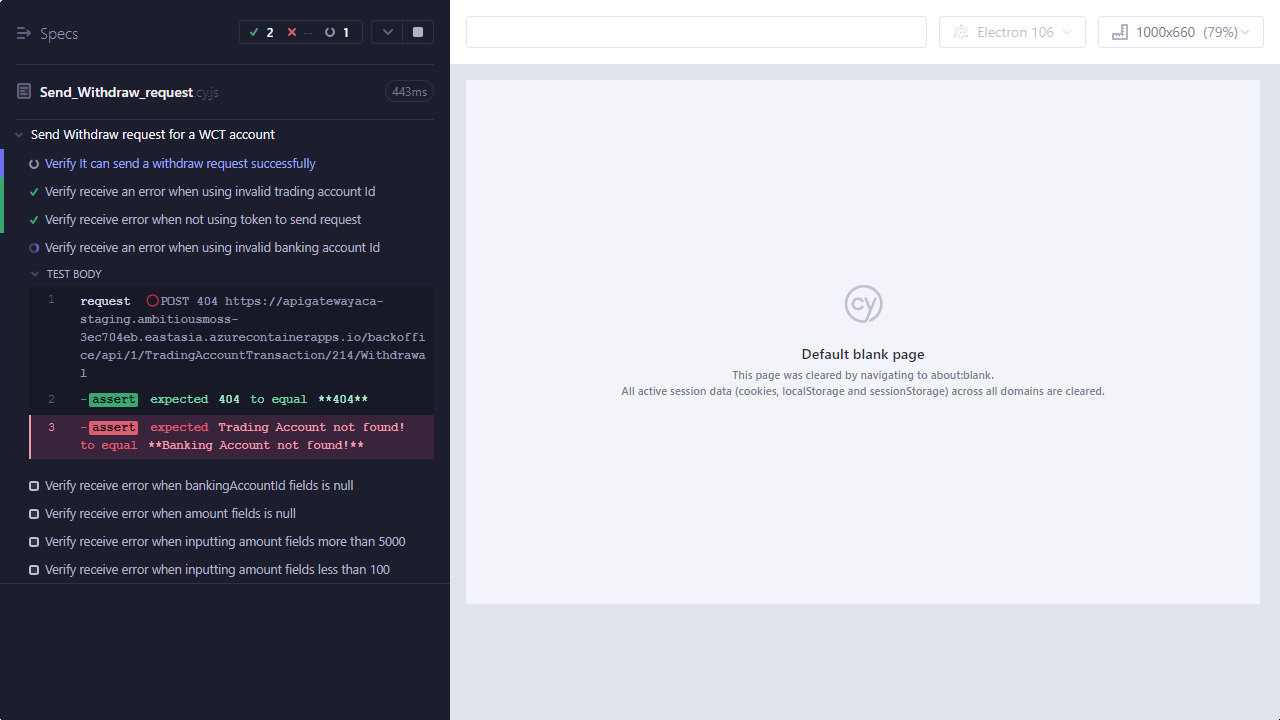 Specs
2
--
1
Send_Withdraw_request.cy.js
443ms
Send Withdraw request for a WCT account
Verify It can send a withdraw request successfully
Verify receive an error when using invalid trading account Id
Verify receive error when not using token to send request
Verify receive an error when using invalid banking account Id
TEST BODY
1 request POST 404 https://apigatewayaca-
staging.ambitiousmoss-
3ec704eb.eastasia.azurecontainerapps.io/backoffi
ce/api/1/TradingAccountTransaction/214/Withdrawa
l
2 -assert expected 404 to equal **404**
3 -assert expected Trading Account not found!
to equal **Banking Account not found!**
Verify receive error when bankingAccountId fields is null
Verify receive error when amount fields is null
Verify receive error when inputting amount fields more than 5000
Verify receive error when inputting amount fields less than 100
Electron 106
1000x660 (79%)
cy
Default blank page
This page was cleared by navigating to about:blank.
All active session data (cookies, localStorage and sessionStorage) across all domains are cleared.